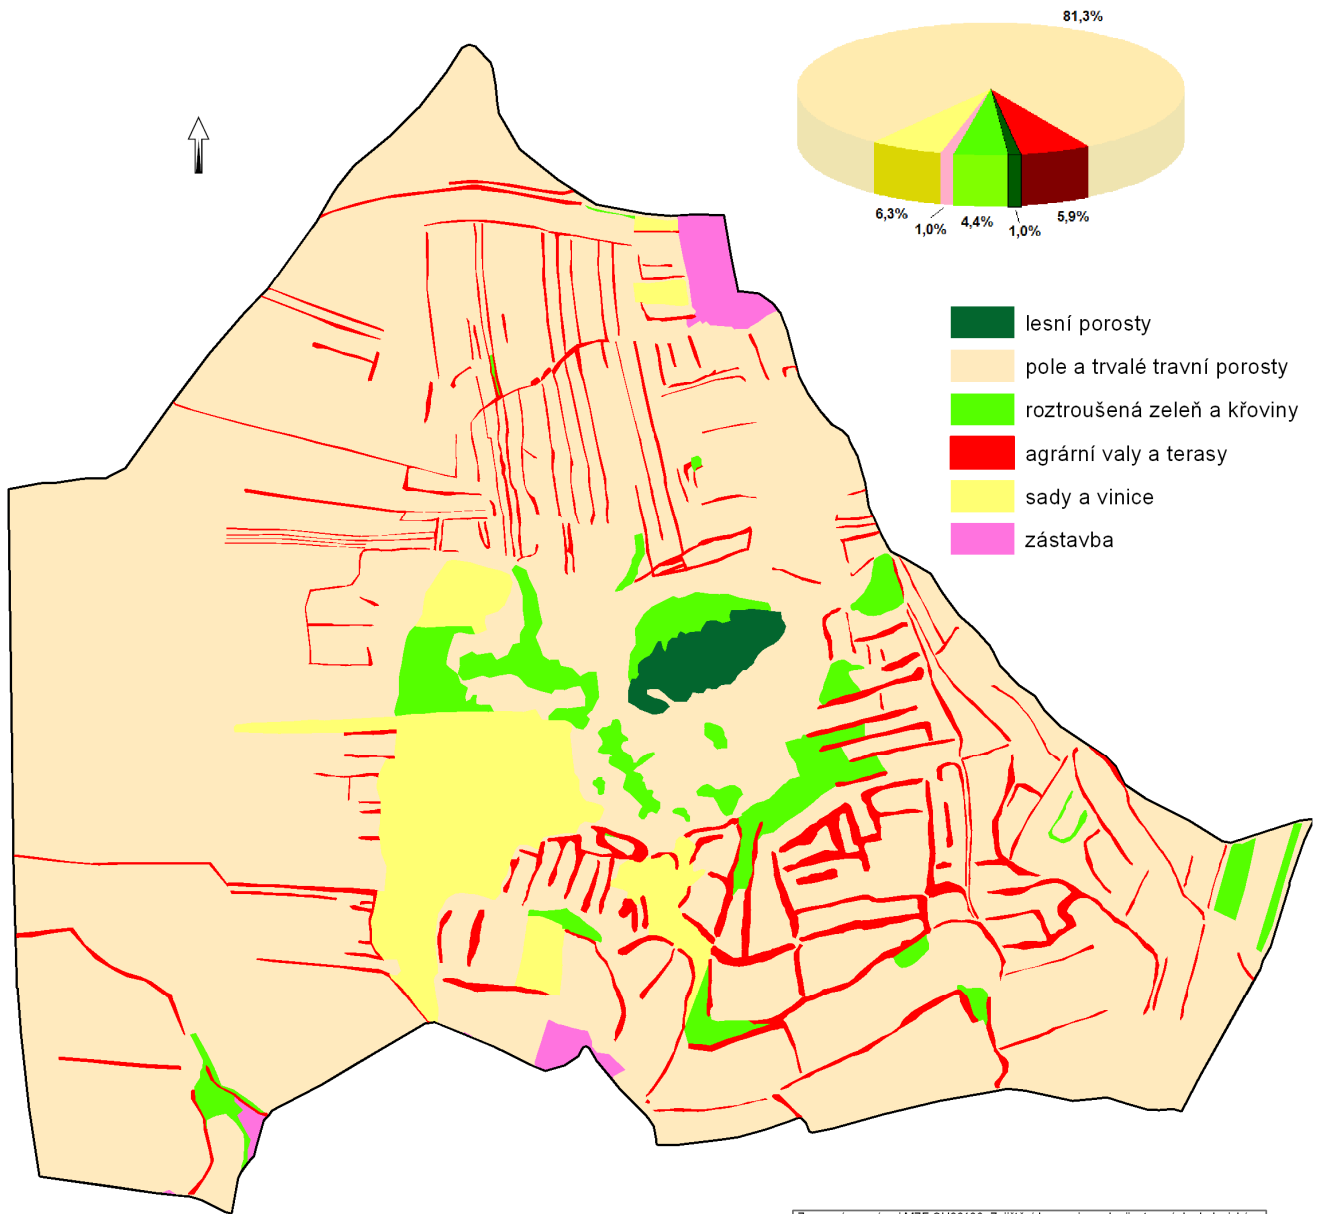 81,3%
6,3%
1,0%
4,4%
1,0%
5,9%
lesní porosty
pole a trvalé travní porosty
roztroušená zeleň a křoviny
agrární valy a terasy
sady a vinice
zástavba